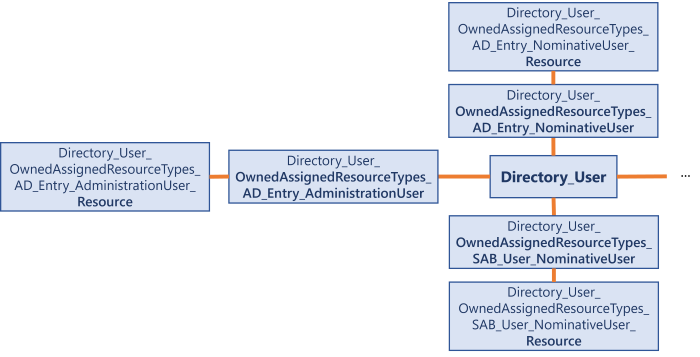 Directory_User_
OwnedAssignedResourceTypes_
AD_Entry_NominativeUser_
Resource
Directory_User_
OwnedAssignedResourceTypes_
AD_Entry_NominativeUser
Directory_User_
OwnedAssignedResourceTypes_
AD_Entry_AdministrationUser_
Resource
Directory_User_
OwnedAssignedResourceTypes_
AD_Entry_AdministrationUser
Directory_User
...
Directory_User_
OwnedAssignedResourceTypes_
SAB_User_NominativeUser
Directory_User_
OwnedAssignedResourceTypes_
SAB_User_NominativeUser_
Resource